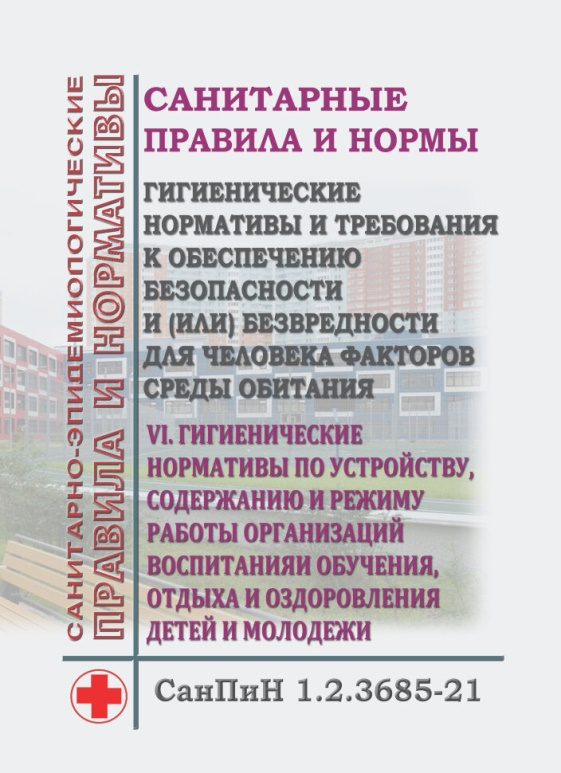 САНИТАРНО-ЭПИДЕМИОЛОГИЧЕСКИЕ
ПРАВИЛА И НОРМАТИВЫ
САНИТАРНЫЕ
ПРАВИЛА И НОРМЫ
ГИГИЕНИЧЕСКИЕ
НОРМАТИВЫ И ТРЕБОВАНИЯ
К ОБЕСПЕЧЕНИЮ
БЕЗОПАСНОСТИ
И (ИЛИ) БЕЗВРЕДНОСТИ
ДЛЯ ЧЕЛОВЕКА ФАКТОРОВ
СРЕДЫ ОБИТАНИЯ
VI. ГИГИЕНИЧЕСКИЕ
НОРМАТИВЫ ПО УСТРОЙСТВУ,
СОДЕРЖАНИЮ И РЕЖИМУ
РАБОТЫ ОРГАНИЗАЦИЙ
ВОСПИТАНИЯИ ОБУЧЕНИЯ,
ОТДЫХА И ОЗДОРОВЛЕНИЯ
ДЕТЕЙ И МОЛОДЕЖИ
СанПиН 1.2.3685-21